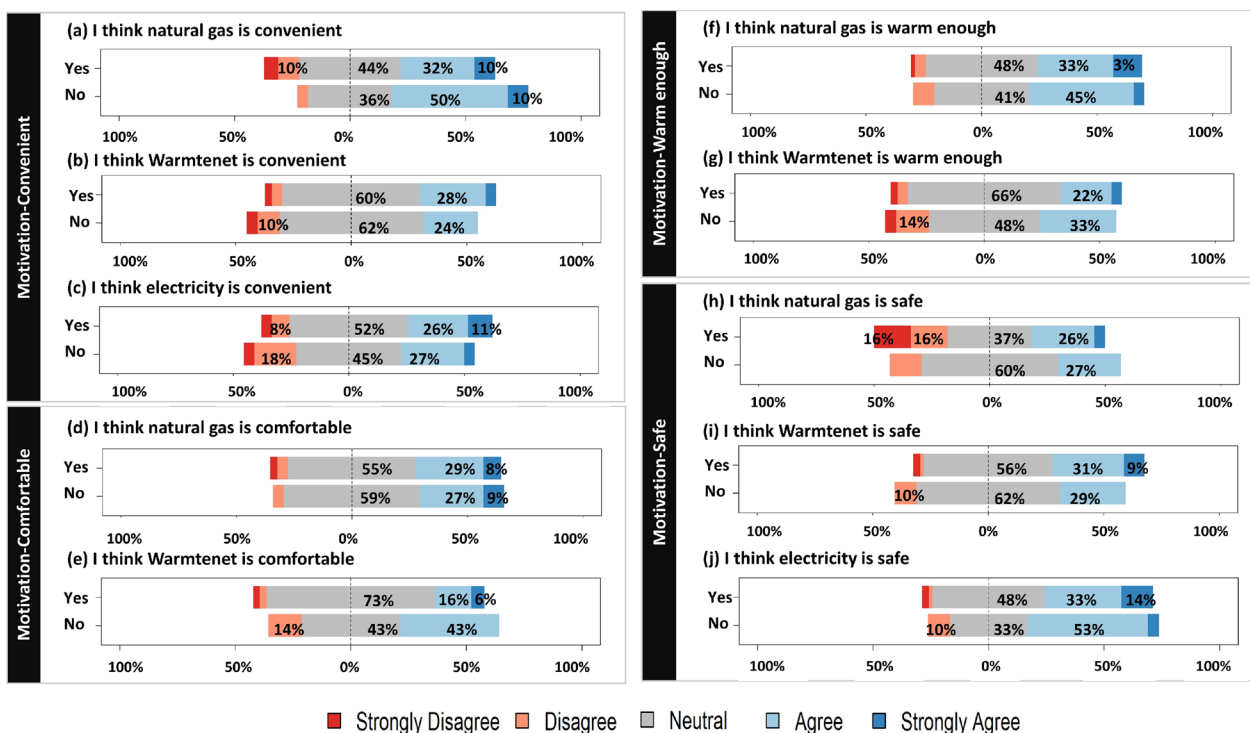 Motivation-Convenient
(a) I think natural gas is convenient
Yes 10% 44% 32% 10%
No 36% 50% 10%
100% 50% 0% 50% 100%
(b) I think Warmtenet is convenient
Yes 60% 28%
No 10% 62% 24%
100% 50% 0% 50% 100%
(c) I think electricity is convenient
Yes 8% 52% 26% 11%
No 18% 45% 27%
100% 50% 0% 50% 100%
Motivation-Comfortable
(d) I think natural gas is comfortable
Yes 55% 29% 8%
No 59% 27% 9%
100% 50% 0% 50% 100%
(e) I think Warmtenet is comfortable
Yes 73% 16% 6%
No 14% 43% 43%
100% 50% 0% 50% 100%
Motivation-Warm enough
(f) I think natural gas is warm enough
Yes 48% 33% 3%
No 41% 45%
100% 50% 0% 50% 100%
(g) I think Warmtenet is warm enough
Yes 66% 22%
No 14% 48% 33%
100% 50% 0% 50% 100%
Motivation-Safe
(h) I think natural gas is safe
Yes 16% 16% 37% 26%
No 60% 27%
100% 50% 0% 50% 100%
(i) I think Warmtenet is safe
Yes 56% 31% 9%
No 10% 62% 29%
100% 50% 0% 50% 100%
(j) I think electricity is safe
Yes 48% 33% 14%
No 10% 33% 53%
100% 50% 0% 50% 100%
Strongly Disagree Disagree Neutral Agree Strongly Agree